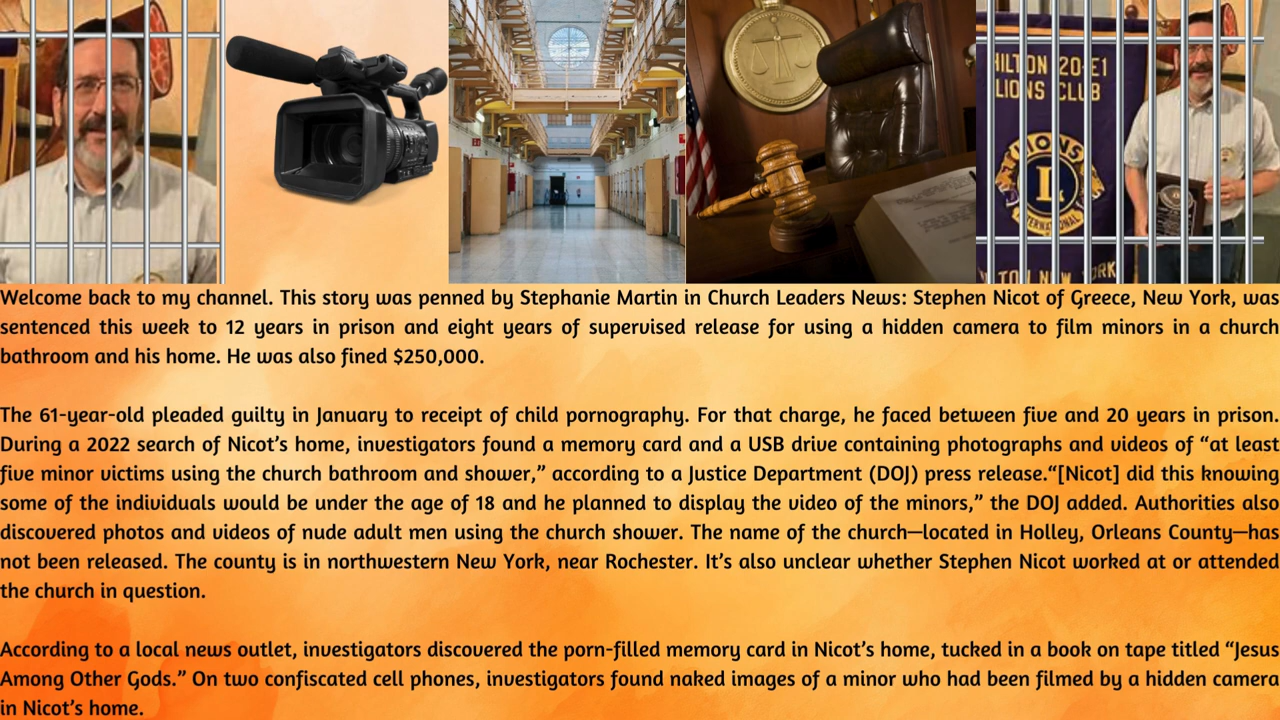 HILTON 20-E1
LIONS CLUB
LIONS
L
INTERNATIONAL
HILTON NEW YORK
Welcome back to my channel. This story was penned by Stephanie Martin in Church Leaders News: Stephen Nicot of Greece, New York, was
sentenced this week to 12 years in prison and eight years of supervised release for using a hidden camera to film minors in a church
bathroom and his home. He was also fined $250,000.
The 61-year-old pleaded guilty in January to receipt of child pornography. For that charge, he faced between five and 20 years in prison.
During a 2022 search of Nicot’s home, investigators found a memory card and a USB drive containing photographs and videos of “at least
five minor victims using the church bathroom and shower,” according to a Justice Department (DOJ) press release.“[Nicot] did this knowing
some of the individuals would be under the age of 18 and he planned to display the video of the minors,” the DOJ added. Authorities also
discovered photos and videos of nude adult men using the church shower. The name of the church—located in Holley, Orleans County—has
not been released. The county is in northwestern New York, near Rochester. It’s also unclear whether Stephen Nicot worked at or attended
the church in question.
According to a local news outlet, investigators discovered the porn-filled memory card in Nicot’s home, tucked in a book on tape titled “Jesus
Among Other Gods.” On two confiscated cell phones, investigators found naked images of a minor who had been filmed by a hidden camera
in Nicot’s home.